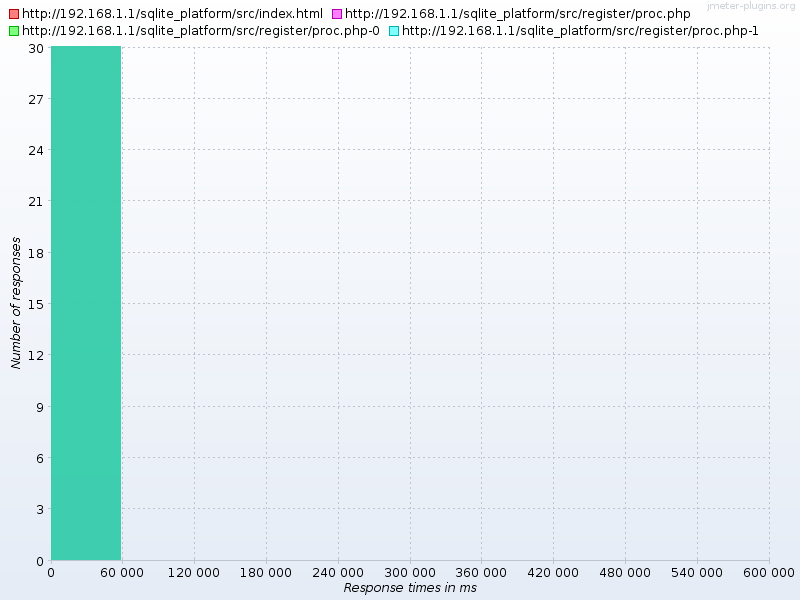 jmeter-plugins.org
http://192.168.1.1/sqlite_platform/src/index.html http://192.168.1.1/sqlite_platform/src/register/proc.php
http://192.168.1.1/sqlite_platform/src/register/proc.php-0 http://192.168.1.1/sqlite_platform/src/register/proc.php-1
30
27
24
21
18
15
12
9
6
3
0
Number of responses
0 60 000 120 000 180 000 240 000 300 000 360 000 420 000 480 000 540 000 600 000
Response times in ms